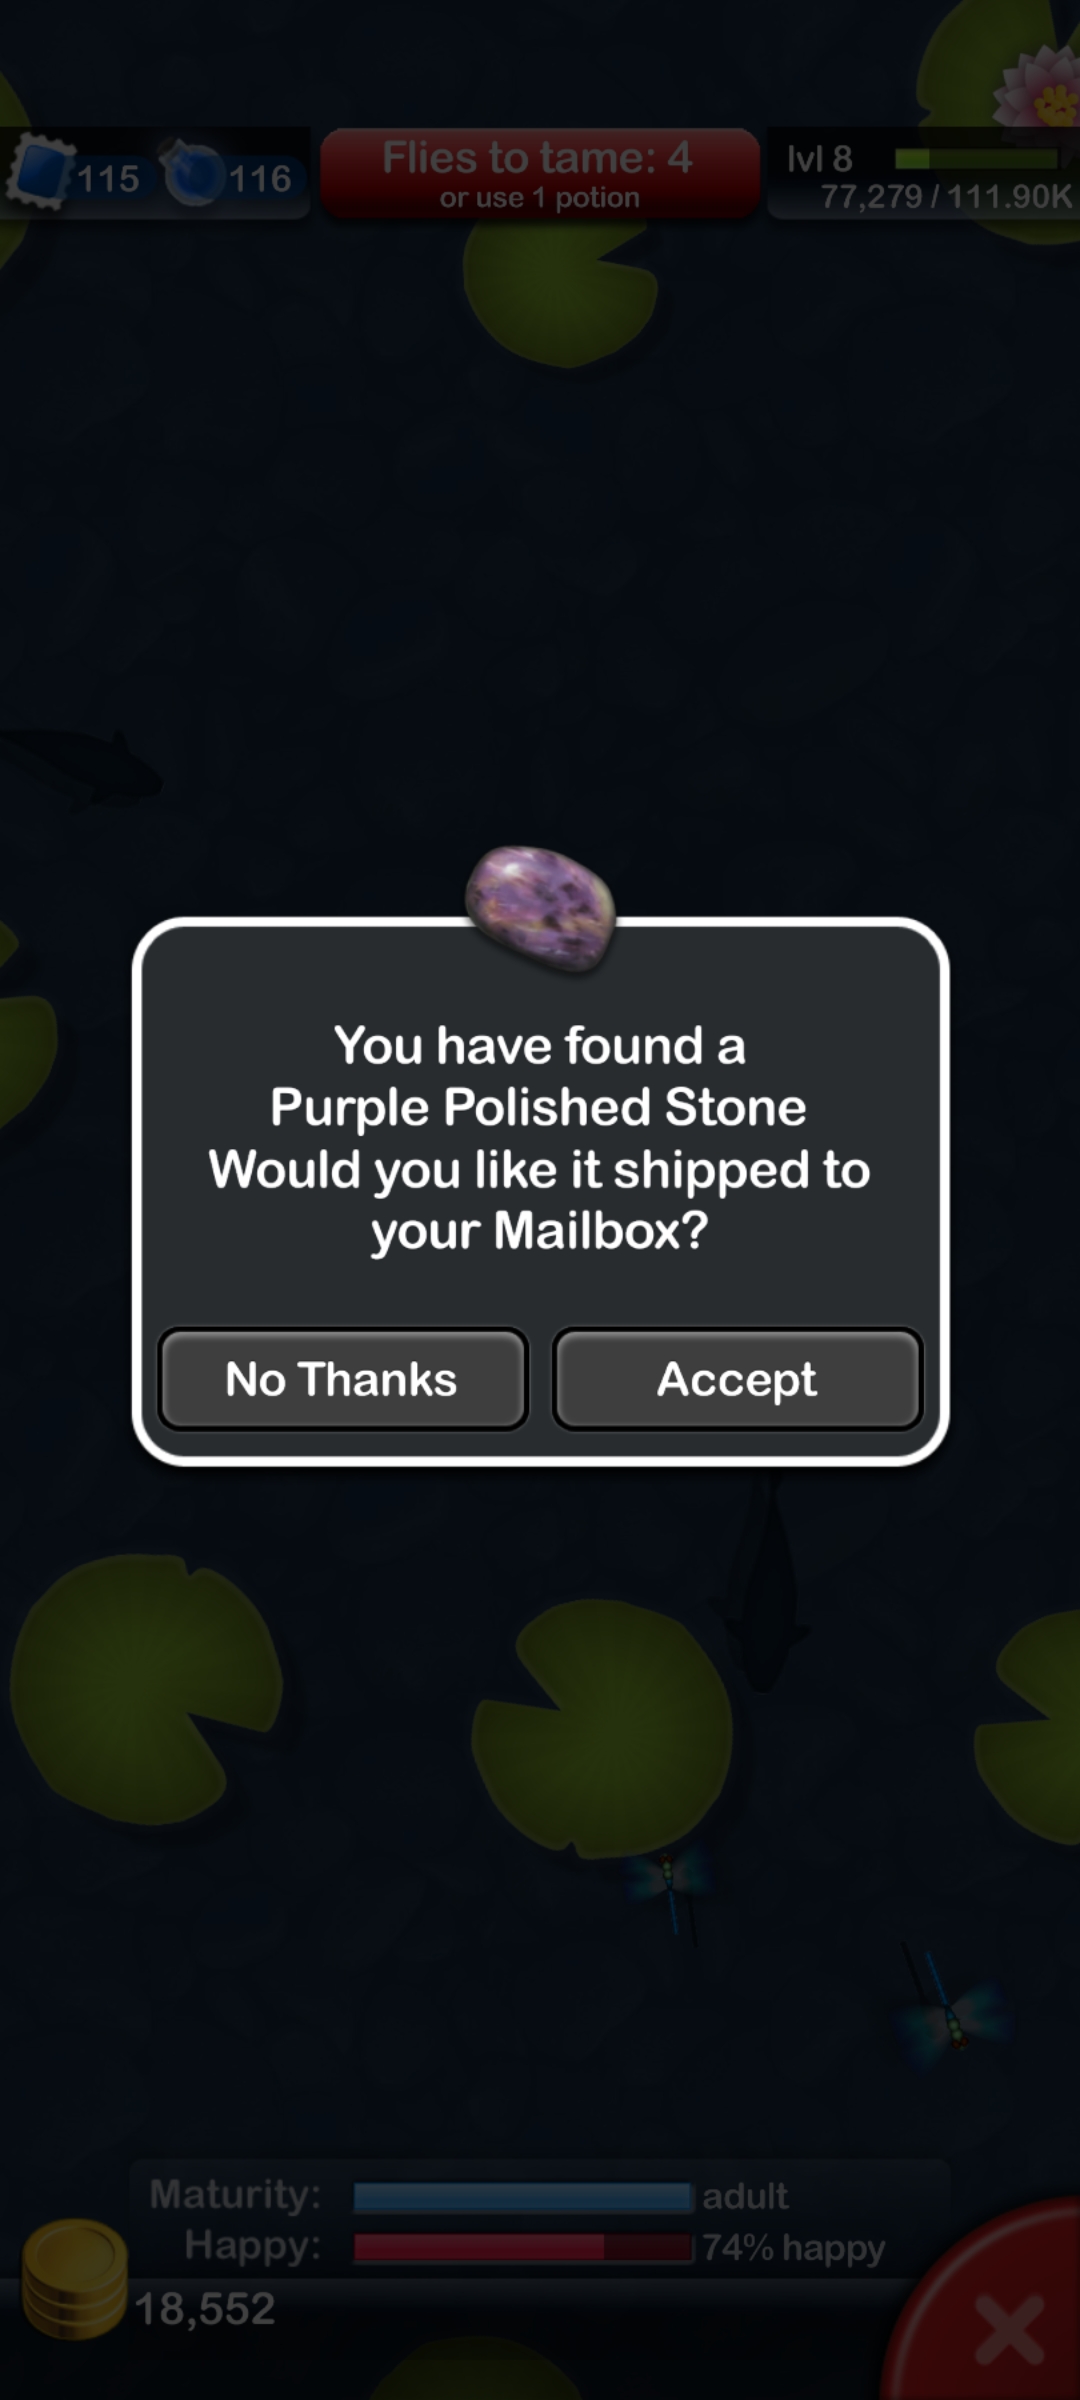 115
116
Flies to tame: 4
or use 1 potion
lvl 8
77,279 / 111.90K
You have found a
Purple Polished Stone
Would you like it shipped to
your Mailbox?
No Thanks
Accept
Maturity:
adult
Happy:
74% happy
18,552